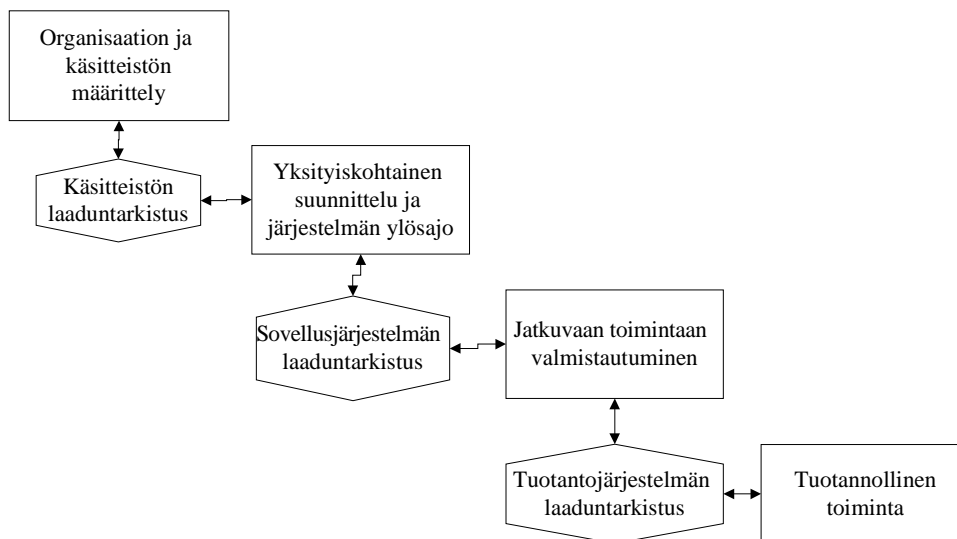 Organisaation ja
käsitteistön
määrittely
Käsitteistön
laaduntarkistus
Yksityiskohtainen
suunnittelu ja
järjestelmän ylösajo
Sovellusjärjestelmän
laaduntarkistus
Jatkuvaan toimintaan
valmistautuminen
Tuotantojärjestelmän
laaduntarkistus
Tuotannollinen
toiminta